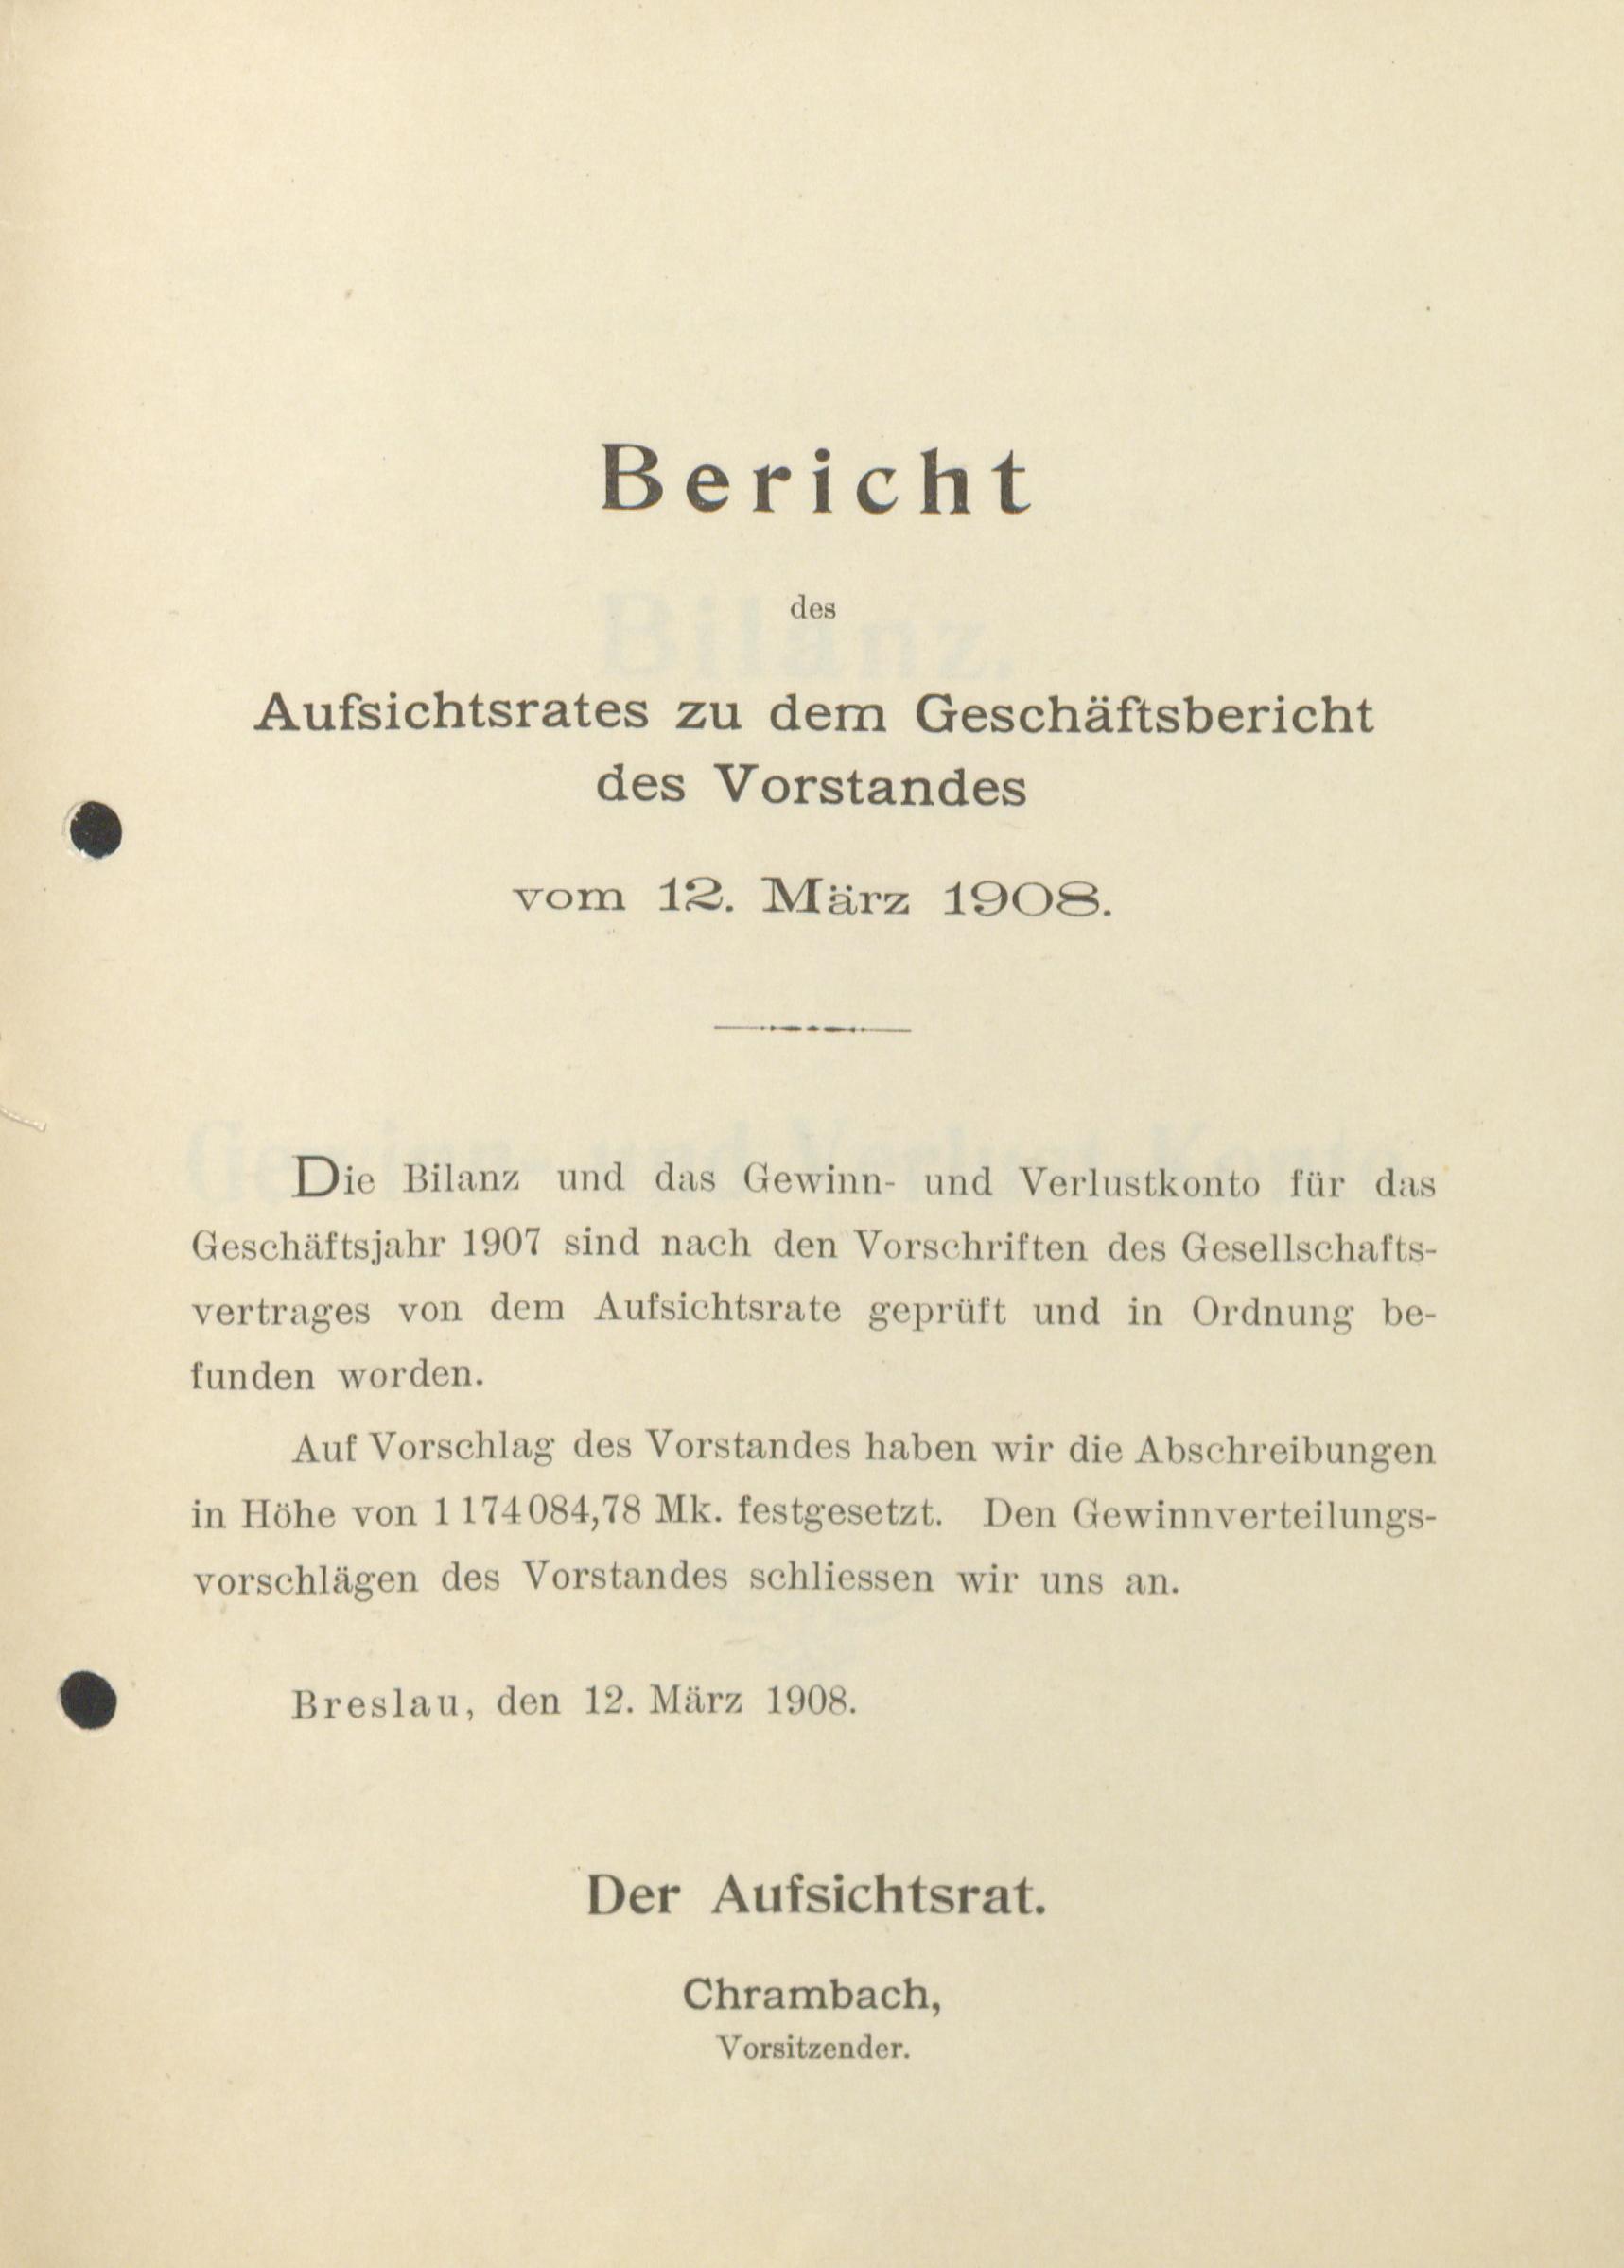 Bericht
des
Aufsichtsrates zu dem Geschäftsbericht
des Vorstandes
vom 12. März 1908.
Die Bilanz und das Gewinn- und Verlustkonto für das
Geschäftsjahr 1907 sind nach den Vorschriften des Gesellschafts-
vertrages von dem Aufsichtsrate geprüft und in Ordnung be-
funden worden.
Auf Vorschlag des Vorstandes haben wir die Abschreibungen
in Höhe von 1 174 084,78 Mk. festgesetzt. Den Gewinnverteilungs-
vorschlägen des Vorstandes schliessen wir uns an.
Breslau, den 12. März 1908.
Der Aufsichtsrat.
Chrambach,
Vorsitzender.